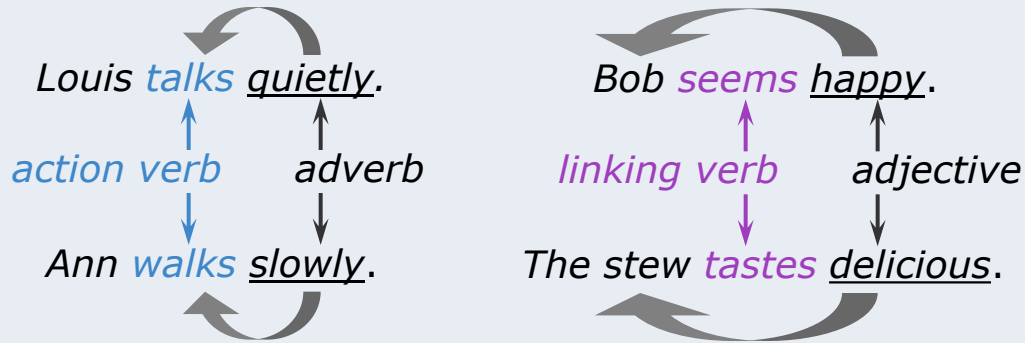 Louis talks quietly.
action verb adverb
Ann walks slowly.
Bob seems happy.
linking verb adjective
The stew tastes delicious.